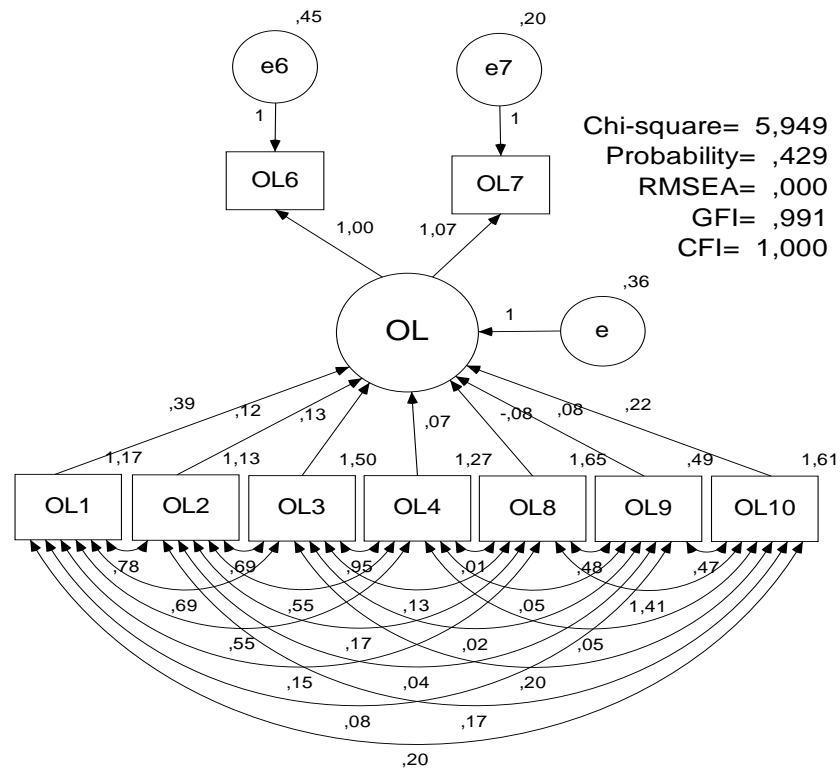 ,45
e6
,20
e7
1
1
Chi-square= 5,949
Probability= ,429
RMSEA= ,000
GFI= ,991
CFI= 1,000
OL6
OL7
1,00
1,07
,36
OL
1
e
,39
,12
,13
,07
-,08
,08
,22
1,17
1,13
1,50
1,27
1,65
,49
1,61
OL1
OL2
OL3
OL4
OL8
OL9
OL10
,78
,69
,95
,01
,48
,47
,69
,55
,13
,05
1,41
,55
,17
,02
,05
,15
,04
,20
,08
,17
,20